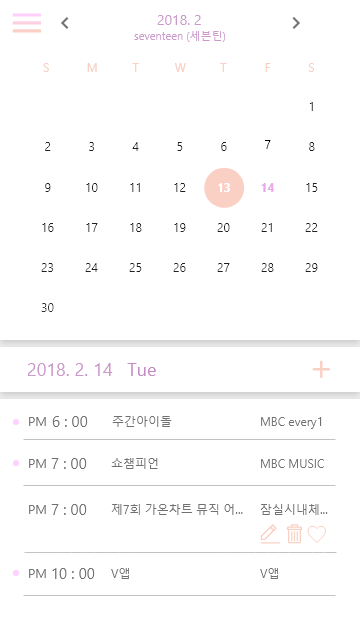 2018. 2
seventeen (세븐틴)
S M T W T F S
1
2 3 4 5 6 7 8
9 10 11 12 13 14 15
16 17 18 19 20 21 22
23 24 25 26 27 28 29
30
2018. 2. 14 Tue
PM 6 : 00 주간아이돌 MBC every1
PM 7 : 00 쇼챔피언 MBC MUSIC
PM 7 : 00 제7회 가온차트 뮤직 어... 잠실시내체...
PM 10 : 00 V앱 V앱